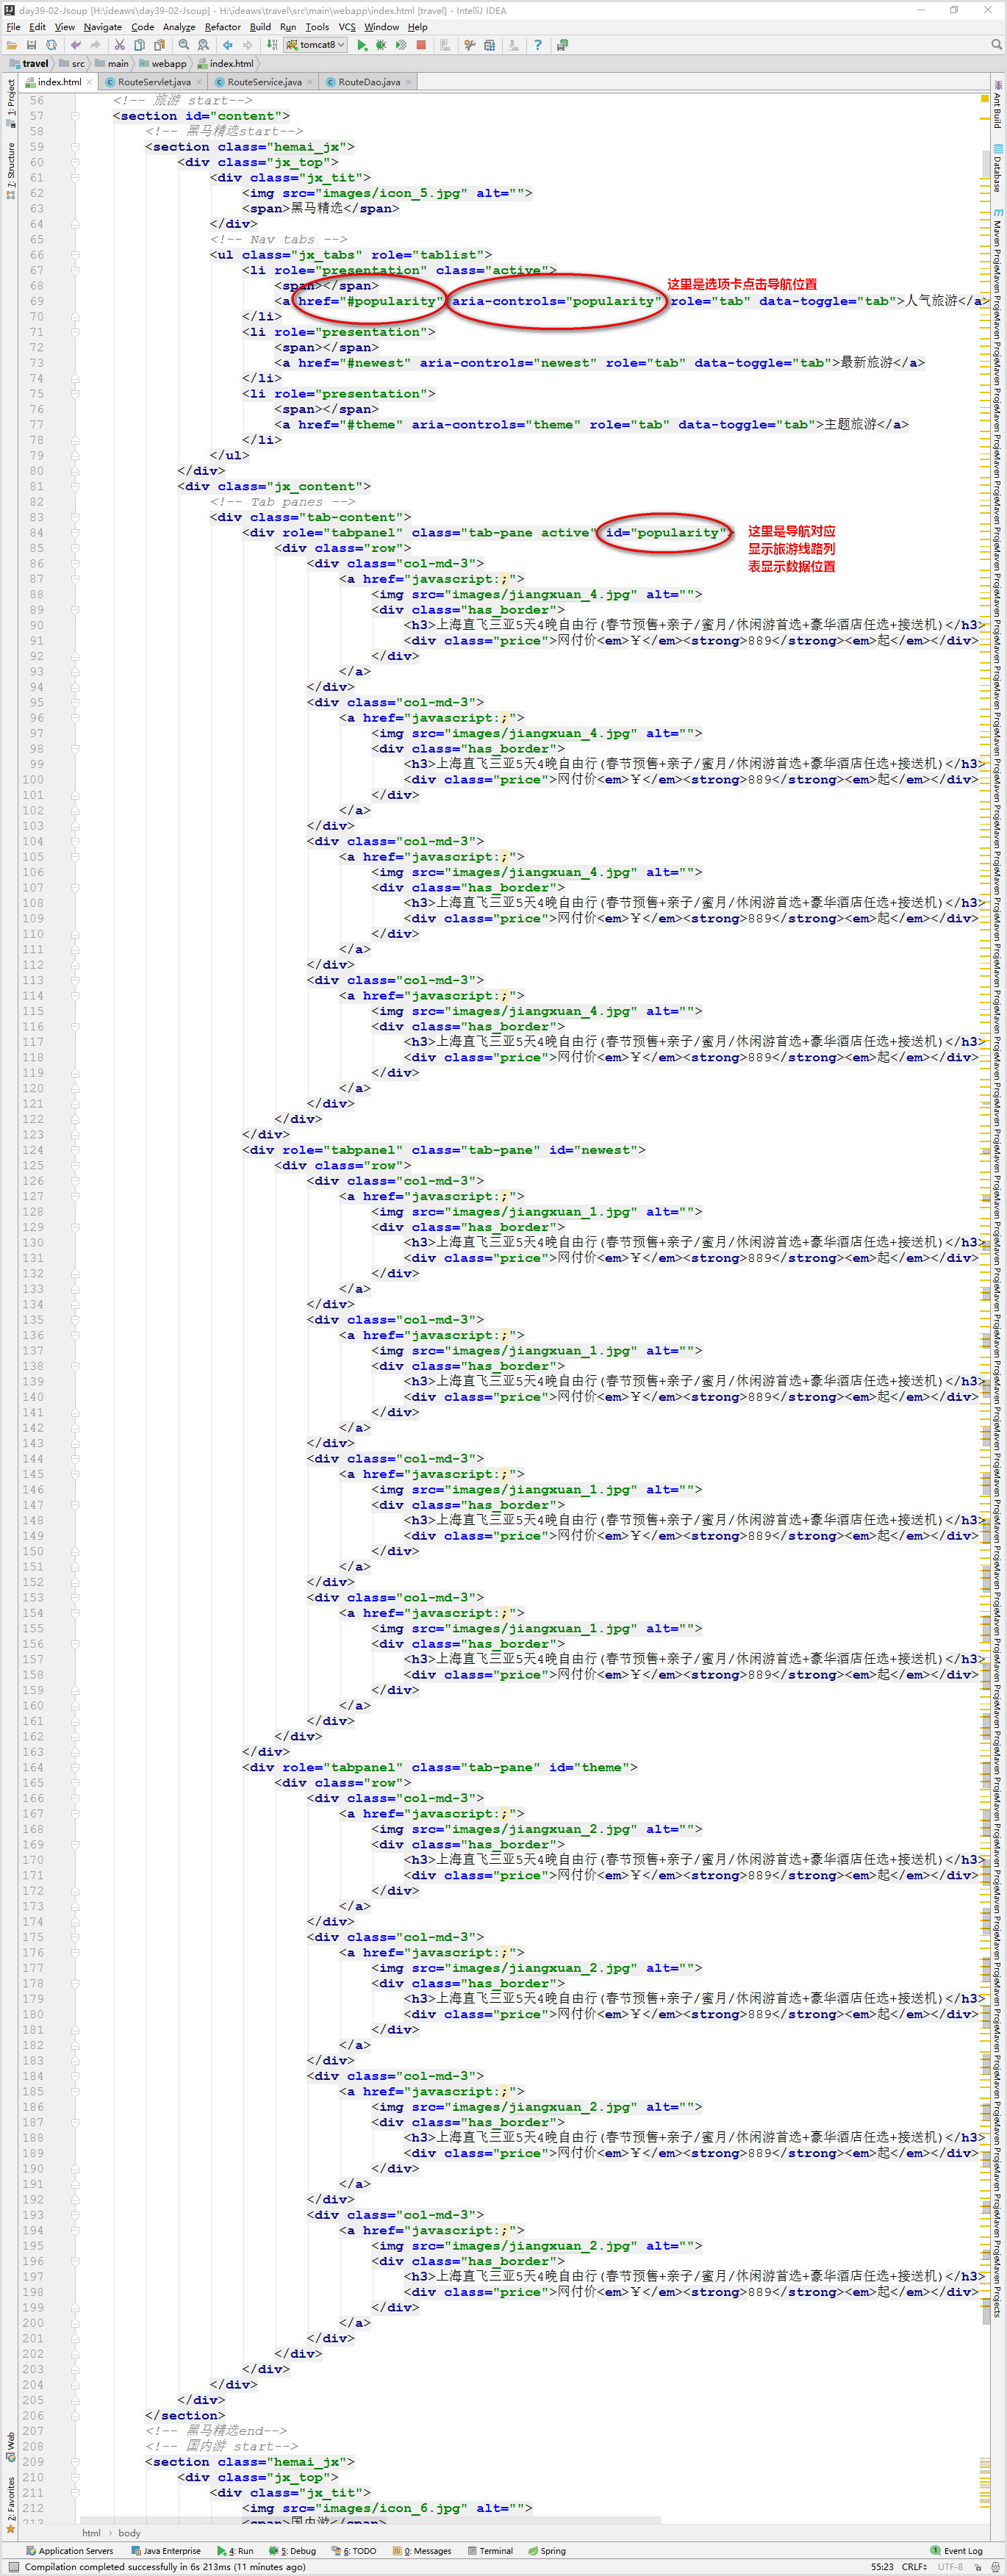 day39-02-Jsoup [H:\ideaws\day39-02-Jsoup] - H:\ideaws\travel\src\main\webapp\index.html [travel] - IntelliJ IDEA
File Edit View Navigate Code Analyze Refactor Build Run Tools VCS Window Help
tomcat8
travel src main webapp index.html
index.html RouteServlet.java RouteService.java RouteDao.java
56 <!-- 旅游 start-->
57 <section id="content">
58 <!-- 黑马精选start-->
59 <section class="hemai_jx">
60 <div class="jx_top">
61 <div class="jx_tit">
62 <img src="images/icon_5.jpg" alt="">
63 <span>黑马精选</span>
64 </div>
65 <!-- Nav tabs -->
66 <ul class="jx_tabs" role="tablist">
67 <li role="presentation" class="active">
68 <span></span>
这里是选项卡点击导航位置
69 <a href="#popularity" aria-controls="popularity" role="tab" data-toggle="tab">人气旅游</a>
70 </li>
71 <li role="presentation">
72 <span></span>
73 <a href="#newest" aria-controls="newest" role="tab" data-toggle="tab">最新旅游</a>
74 </li>
75 <li role="presentation">
76 <span></span>
77 <a href="#theme" aria-controls="theme" role="tab" data-toggle="tab">主题旅游</a>
78 </li>
79 </ul>
80 </div>
81 <div class="jx_content">
82 <!-- Tab panes -->
83 <div class="tab-content">
84 <div role="tabpanel" class="tab-pane active" id="popularity">
这里是导航对应
显示旅游线路列
表显示数据位置
85 <div class="row">
86 <div class="col-md-3">
87 <a href="javascript:;">
88 <img src="images/jiangxuan_4.jpg" alt="">
89 <div class="has_border">
90 <h3>上海直飞三亚5天4晚自由行(春节预售+亲子/蜜月/休闲游首选+豪华酒店任选+接送机)</h3>
91 <div class="price">网付价<em>￥</em><strong>889</strong><em>起</em></div>
92 </div>
93 </a>
94 </div>
95 <div class="col-md-3">
96 <a href="javascript:;">
97 <img src="images/jiangxuan_4.jpg" alt="">
98 <div class="has_border">
99 <h3>上海直飞三亚5天4晚自由行(春节预售+亲子/蜜月/休闲游首选+豪华酒店任选+接送机)</h3>
100 <div class="price">网付价<em>￥</em><strong>889</strong><em>起</em></div>
101 </div>
102 </a>
103 </div>
104 <div class="col-md-3">
105 <a href="javascript:;">
106 <img src="images/jiangxuan_4.jpg" alt="">
107 <div class="has_border">
108 <h3>上海直飞三亚5天4晚自由行(春节预售+亲子/蜜月/休闲游首选+豪华酒店任选+接送机)</h3>
109 <div class="price">网付价<em>￥</em><strong>889</strong><em>起</em></div>
110 </div>
111 </a>
112 </div>
113 <div class="col-md-3">
114 <a href="javascript:;">
115 <img src="images/jiangxuan_4.jpg" alt="">
116 <div class="has_border">
117 <h3>上海直飞三亚5天4晚自由行(春节预售+亲子/蜜月/休闲游首选+豪华酒店任选+接送机)</h3>
118 <div class="price">网付价<em>￥</em><strong>889</strong><em>起</em></div>
119 </div>
120 </a>
121 </div>
122 </div>
123 </div>
124 <div role="tabpanel" class="tab-pane" id="newest">
125 <div class="row">
126 <div class="col-md-3">
127 <a href="javascript:;">
128 <img src="images/jiangxuan_1.jpg" alt="">
129 <div class="has_border">
130 <h3>上海直飞三亚5天4晚自由行(春节预售+亲子/蜜月/休闲游首选+豪华酒店任选+接送机)</h3>
131 <div class="price">网付价<em>￥</em><strong>889</strong><em>起</em></div>
132 </div>
133 </a>
134 </div>
135 <div class="col-md-3">
136 <a href="javascript:;">
137 <img src="images/jiangxuan_1.jpg" alt="">
138 <div class="has_border">
139 <h3>上海直飞三亚5天4晚自由行(春节预售+亲子/蜜月/休闲游首选+豪华酒店任选+接送机)</h3>
140 <div class="price">网付价<em>￥</em><strong>889</strong><em>起</em></div>
141 </div>
142 </a>
143 </div>
144 <div class="col-md-3">
145 <a href="javascript:;">
146 <img src="images/jiangxuan_1.jpg" alt="">
147 <div class="has_border">
148 <h3>上海直飞三亚5天4晚自由行(春节预售+亲子/蜜月/休闲游首选+豪华酒店任选+接送机)</h3>
149 <div class="price">网付价<em>￥</em><strong>889</strong><em>起</em></div>
150 </div>
151 </a>
152 </div>
153 <div class="col-md-3">
154 <a href="javascript:;">
155 <img src="images/jiangxuan_1.jpg" alt="">
156 <div class="has_border">
157 <h3>上海直飞三亚5天4晚自由行(春节预售+亲子/蜜月/休闲游首选+豪华酒店任选+接送机)</h3>
158 <div class="price">网付价<em>￥</em><strong>889</strong><em>起</em></div>
159 </div>
160 </a>
161 </div>
162 </div>
163 </div>
164 <div role="tabpanel" class="tab-pane" id="theme">
165 <div class="row">
166 <div class="col-md-3">
167 <a href="javascript:;">
168 <img src="images/jiangxuan_2.jpg" alt="">
169 <div class="has_border">
170 <h3>上海直飞三亚5天4晚自由行(春节预售+亲子/蜜月/休闲游首选+豪华酒店任选+接送机)</h3>
171 <div class="price">网付价<em>￥</em><strong>889</strong><em>起</em></div>
172 </div>
173 </a>
174 </div>
175 <div class="col-md-3">
176 <a href="javascript:;">
177 <img src="images/jiangxuan_2.jpg" alt="">
178 <div class="has_border">
179 <h3>上海直飞三亚5天4晚自由行(春节预售+亲子/蜜月/休闲游首选+豪华酒店任选+接送机)</h3>
180 <div class="price">网付价<em>￥</em><strong>889</strong><em>起</em></div>
181 </div>
182 </a>
183 </div>
184 <div class="col-md-3">
185 <a href="javascript:;">
186 <img src="images/jiangxuan_2.jpg" alt="">
187 <div class="has_border">
188 <h3>上海直飞三亚5天4晚自由行(春节预售+亲子/蜜月/休闲游首选+豪华酒店任选+接送机)</h3>
189 <div class="price">网付价<em>￥</em><strong>889</strong><em>起</em></div>
190 </div>
191 </a>
192 </div>
193 <div class="col-md-3">
194 <a href="javascript:;">
195 <img src="images/jiangxuan_2.jpg" alt="">
196 <div class="has_border">
197 <h3>上海直飞三亚5天4晚自由行(春节预售+亲子/蜜月/休闲游首选+豪华酒店任选+接送机)</h3>
198 <div class="price">网付价<em>￥</em><strong>889</strong><em>起</em></div>
199 </div>
200 </a>
201 </div>
202 </div>
203 </div>
204 </div>
205 </div>
206 </section>
207 <!-- 黑马精选end-->
208 <!-- 国内游 start-->
209 <section class="hemai_jx">
210 <div class="jx_top">
211 <div class="jx_tit">
212 <img src="images/icon_6.jpg" alt="">
213 <span>国内游</span>
html body
1: Project
7: Structure
Web
2: Favorites
Ant Build
Database
Maven Projects
Application Servers Java Enterprise 4: Run 5: Debug 6: TODO 0: Messages Terminal Spring Event Log
Compilation completed successfully in 6s 213ms (11 minutes ago) 55:23 CRLF UTF-8